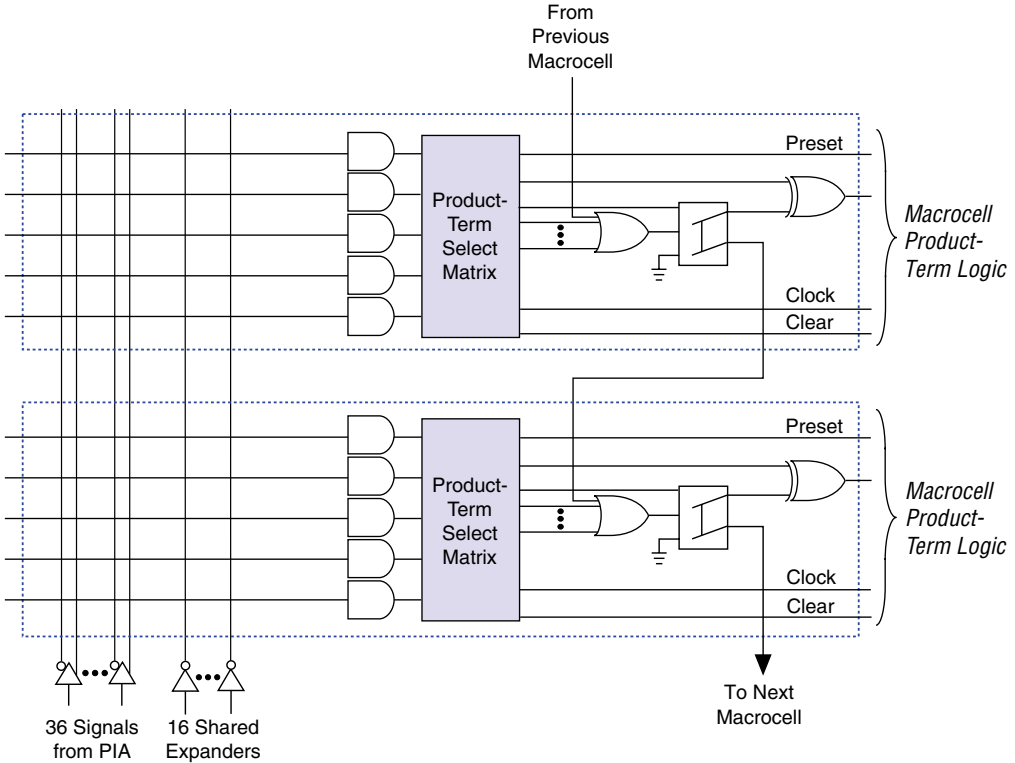 From
Previous
Macrocell
Preset
Product-
Term
Select
Matrix
Macrocell
Product-
Term Logic
Clock
Clear
Preset
Product-
Term
Select
Matrix
Macrocell
Product-
Term Logic
Clock
Clear
36 Signals
from PIA
16 Shared
Expanders
To Next
Macrocell